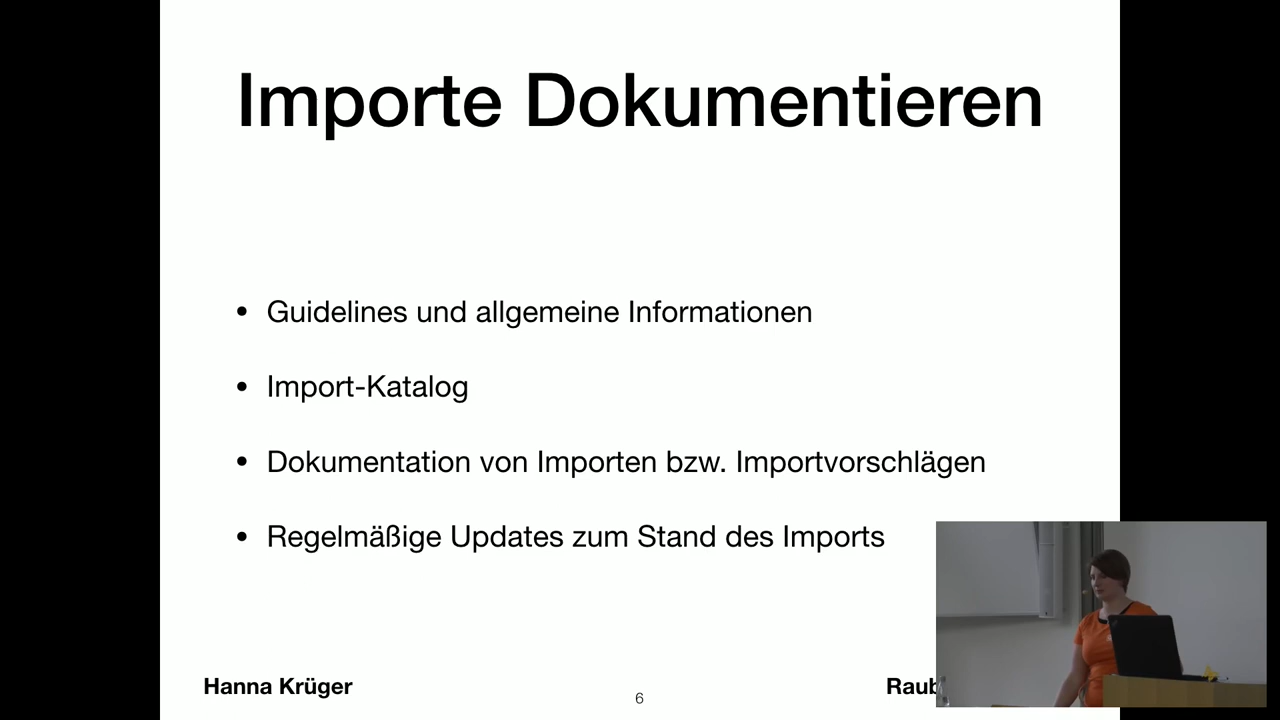 Importe Dokumentieren
• Guidelines und allgemeine Informationen
• Import-Katalog
• Dokumentation von Importen bzw. Importvorschlägen
• Regelmäßige Updates zum Stand des Imports
Hanna Krüger
6